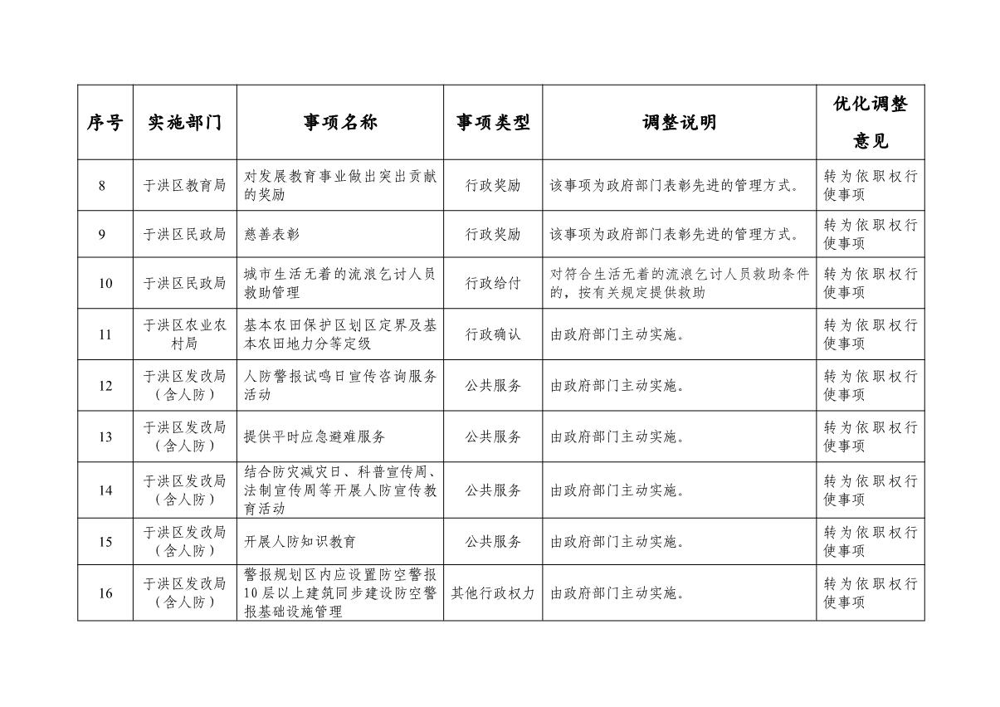 序号 实施部门 事项名称 事项类型 调整说明 优化调整
意见
8 于洪区教育局 对发展教育事业做出突出贡献
的奖励 行政奖励 该事项为政府部门表彰先进的管理方式。 转为依职权行
使事项
9 于洪区民政局 慈善表彰 行政奖励 该事项为政府部门表彰先进的管理方式。 转为依职权行
使事项
10 于洪区民政局 城市生活无着的流浪乞讨人员
救助管理 行政给付 对符合生活无着的流浪乞讨人员救助条件
的，按有关规定提供救助 转为依职权行
使事项
11 于洪区农业农
村局 基本农田保护区划区定界及基
本农田地力分等定级 行政确认 由政府部门主动实施。 转为依职权行
使事项
12 于洪区发改局
（含人防） 人防警报试鸣日宣传咨询服务
活动 公共服务 由政府部门主动实施。 转为依职权行
使事项
13 于洪区发改局
（含人防） 提供平时应急避难服务 公共服务 由政府部门主动实施。 转为依职权行
使事项
14 于洪区发改局
（含人防） 结合防灾减灾日、科普宣传周、
法制宣传周等开展人防宣传教
育活动 公共服务 由政府部门主动实施。 转为依职权行
使事项
15 于洪区发改局
（含人防） 开展人防知识教育 公共服务 由政府部门主动实施。 转为依职权行
使事项
16 于洪区发改局
（含人防） 警报规划区内应设置防空警报
10 层以上建筑同步建设防空警
报基础设施管理 其他行政权力 由政府部门主动实施。 转为依职权行
使事项